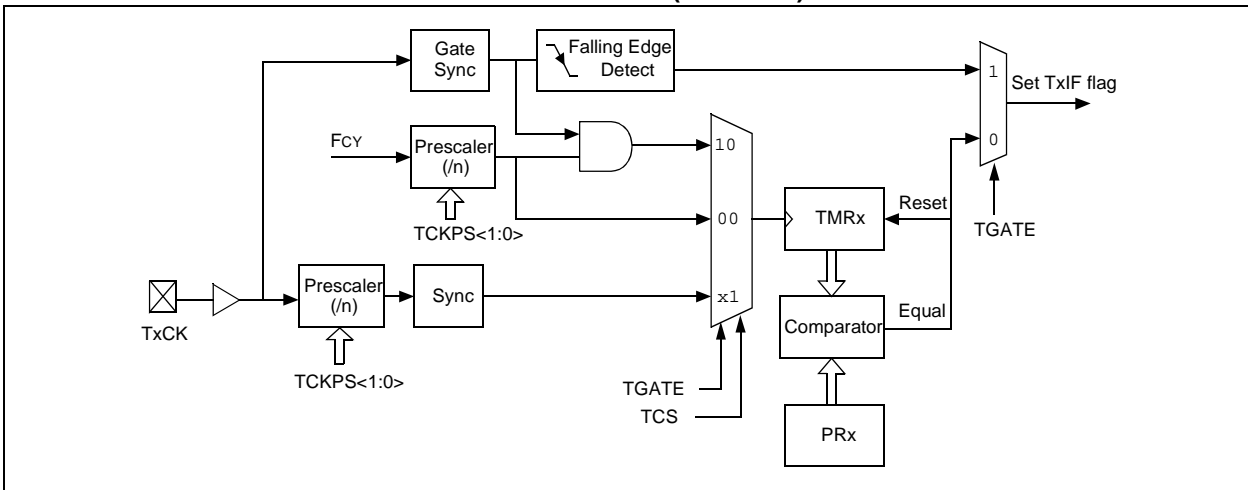 Gate
Sync
Falling Edge
Detect
1
Set TxIF flag
0
TGATE
FCY
Prescaler
(/n)
TCKPS<1:0>
10
00
x1
TMRx
Reset
Comparator
Equal
PRx
TxCK
Prescaler
(/n)
Sync
TCKPS<1:0>
TGATE
TCS